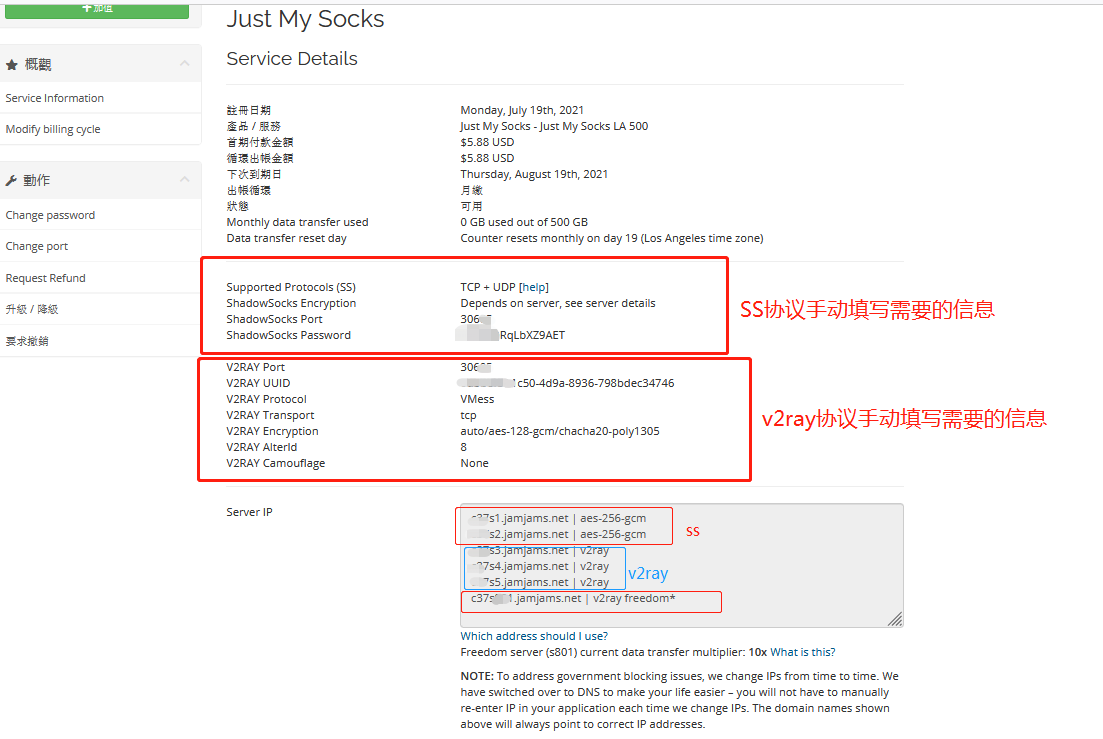 +加值
Just My Socks
Service Details
概觀
Service Information
Modify billing cycle
動作
Change password
Change port
Request Refund
升級 / 降級
要求撤銷
註冊日期 Monday, July 19th, 2021
產品 / 服務 Just My Socks - Just My Socks LA 500
首期付款金額 $5.88 USD
循環出帳金額 $5.88 USD
下次到期日 Thursday, August 19th, 2021
出帳循環 月繳
狀態 可用
Monthly data transfer used 0 GB used out of 500 GB
Data transfer reset day Counter resets monthly on day 19 (Los Angeles time zone)
Supported Protocols (SS) TCP + UDP [help]
ShadowSocks Encryption Depends on server, see server details
ShadowSocks Port 306
ShadowSocks Password RqLbXZ9AET
SS协议手动填写需要的信息
V2RAY Port 306
V2RAY UUID 1c50-4d9a-8936-798bdec34746
V2RAY Protocol VMess
V2RAY Transport tcp
V2RAY Encryption auto/aes-128-gcm/chacha20-poly1305
V2RAY AlterId 8
V2RAY Camouflage None
v2ray协议手动填写需要的信息
Server IP
s1.jamjams.net | aes-256-gcm
s2.jamjams.net | aes-256-gcm
SS
s3.jamjams.net | v2ray
s4.jamjams.net | v2ray
s5.jamjams.net | v2ray
v2ray
c37s 1.jamjams.net | v2ray freedom*
Which address should I use?
Freedom server (s801) current data transfer multiplier: 10x What is this?
NOTE: To address government blocking issues, we change IPs from time to time. We
have switched over to DNS to make your life easier – you will not have to manually
re-enter IP in your application each time we change IPs. The domain names shown
above will always point to correct IP addresses.